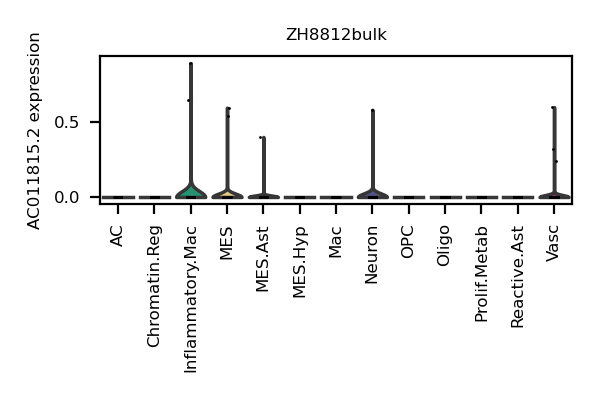 ZH8812bulk
AC011815.2 expression
0.5
0.0
AC
Chromatin.Reg
Inflammatory.Mac
MES
MES.Ast
MES.Hyp
Mac
Neuron
OPC
Oligo
Prolif.Metab
Reactive.Ast
Vasc